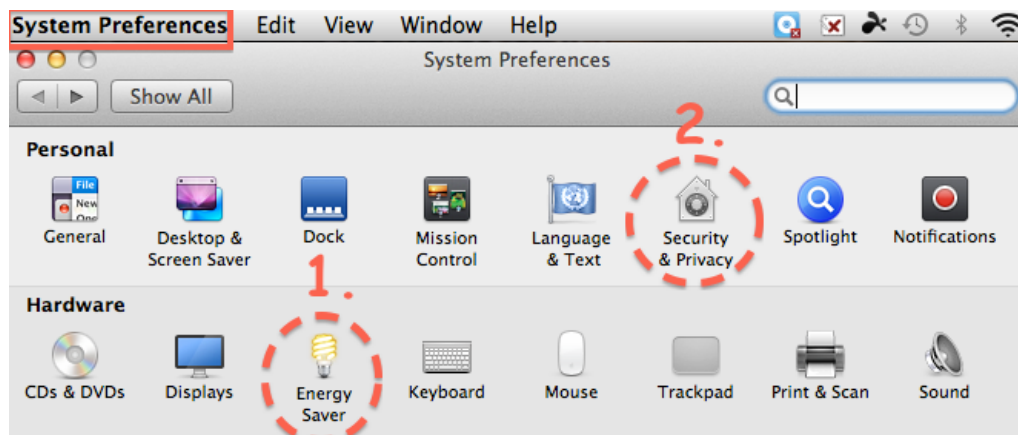 System Preferences Edit View Window Help
System Preferences
Show All
2.
Personal
File
New
One
General
Desktop &
Screen Saver
Dock
Mission
Control
Language
& Text
Security
& Privacy
Spotlight
Notifications
1.
Hardware
CDs & DVDs
Displays
Energy
Saver
Keyboard
Mouse
Trackpad
Print & Scan
Sound